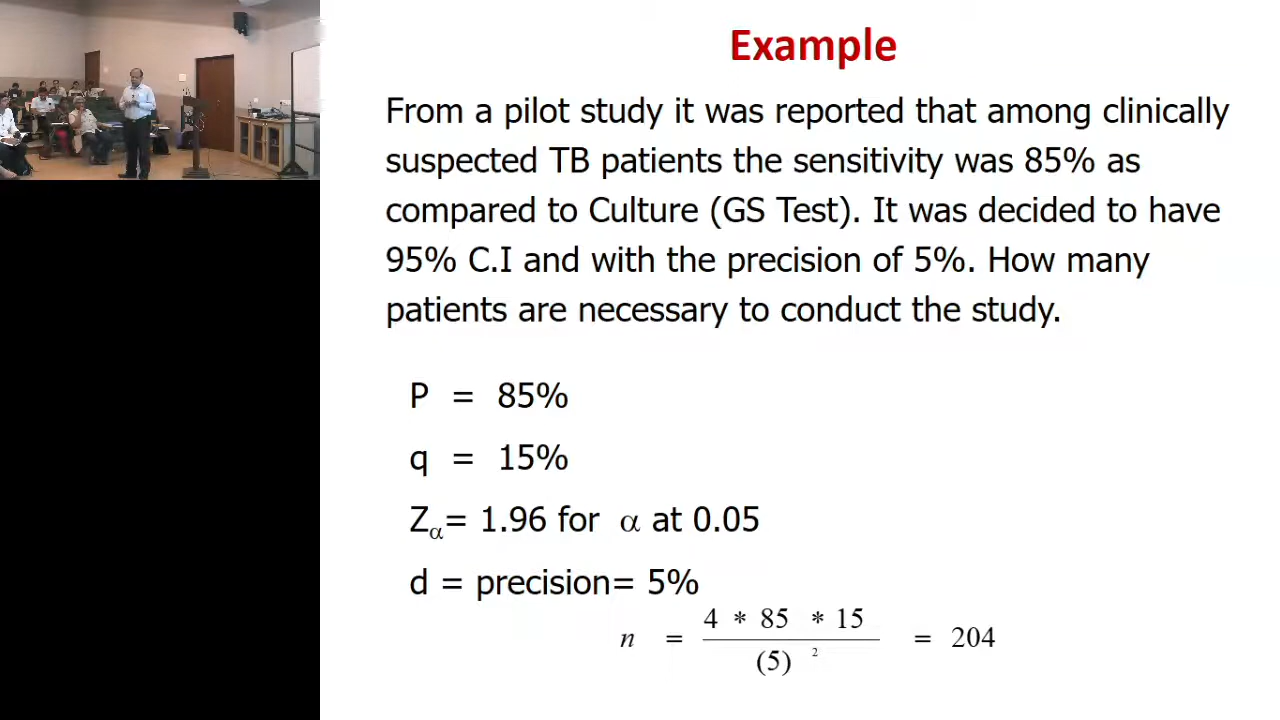 Example
From a pilot study it was reported that among clinically
suspected TB patients the sensitivity was 85% as
compared to Culture (GS Test). It was decided to have
95% C.I and with the precision of 5%. How many
patients are necessary to conduct the study.
P = 85%
q = 15%
Zα= 1.96 for α at 0.05
d = precision= 5%
n = 4 * 85 * 15 / (5)² = 204